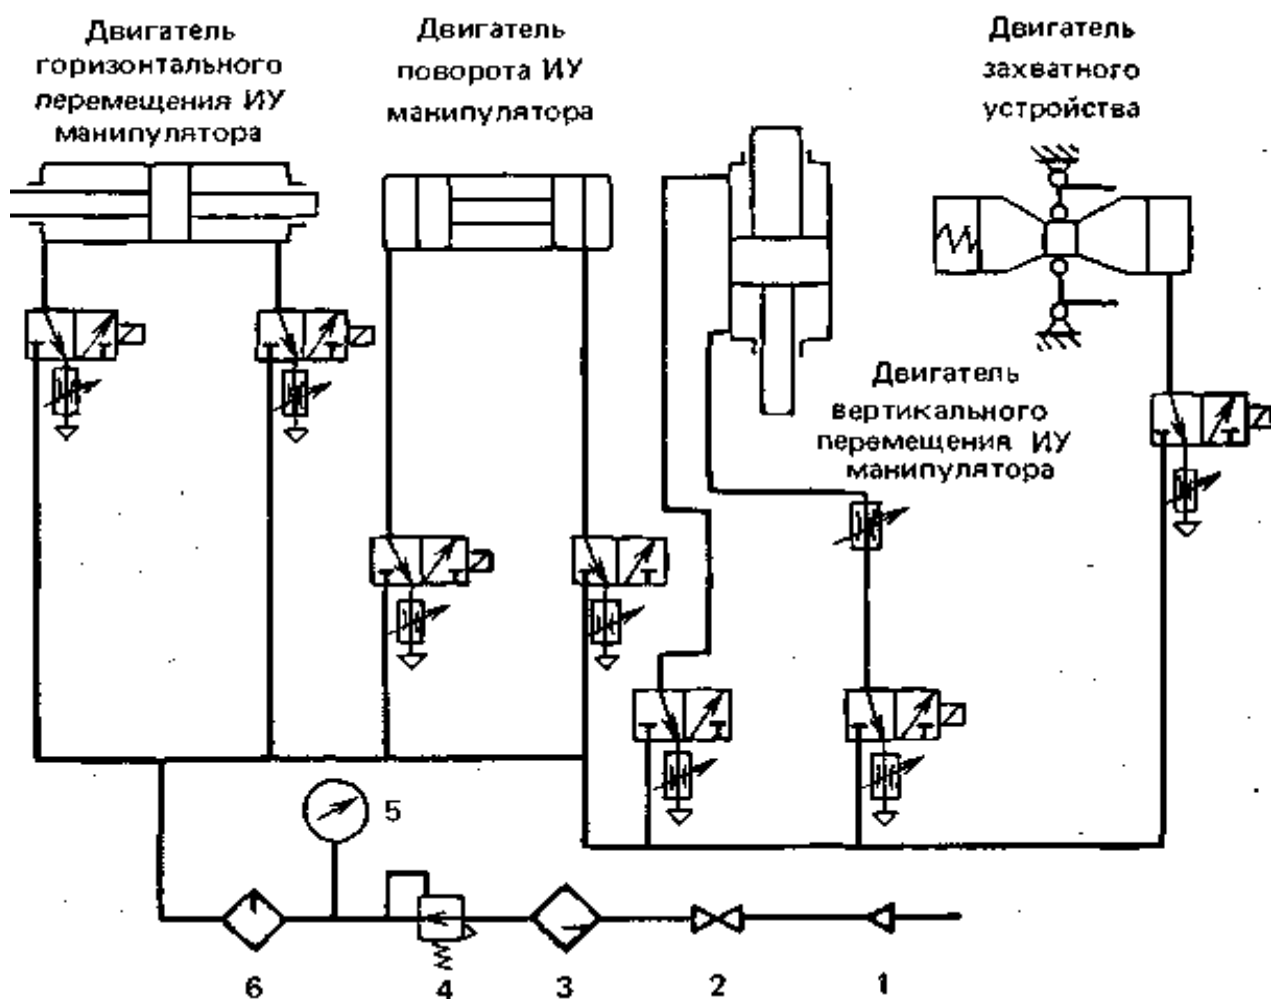 Двигатель
горизонтального
перемещения ИУ
манипулятора
Двигатель
поворота ИУ
манипулятора
Двигатель
захватного
устройства
Двигатель
вертикального
перемещения ИУ
манипулятора
5
6
4
3
2
1